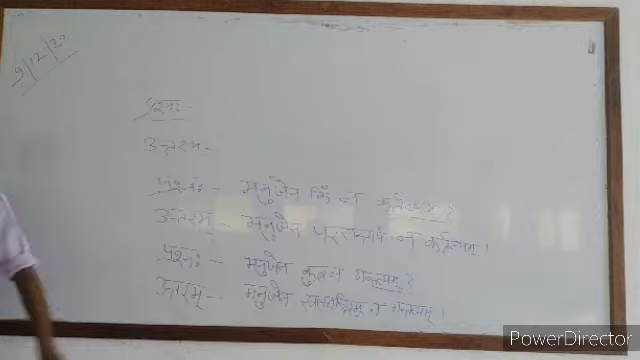 9/12/22
प्रश्नः -
उत्तरम् -
प्रश्नः - मनुजेन किं न कर्तव्यम् ?
उत्तरम् - मनुजेन न कर्तव्यम् ।
प्रश्नः - मनुजेन कुत्र न गन्तव्यम् ?
उत्तरम् - मनुजेन न गन्तव्यम् ।
PowerDirector